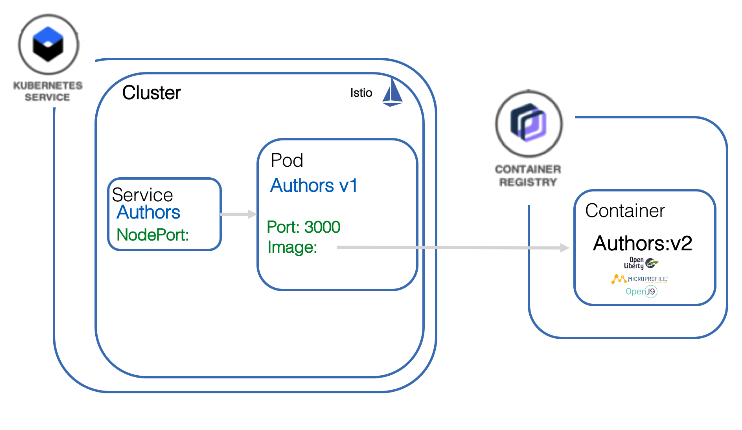 KUBERNETES
SERVICE
Cluster
Istio
Service
Authors
NodePort:
Pod
Authors v1
Port: 3000
Image:
CONTAINER
REGISTRY
Container
Authors:v2
Open
Liberty
MICROPROFILE
OpenJ9